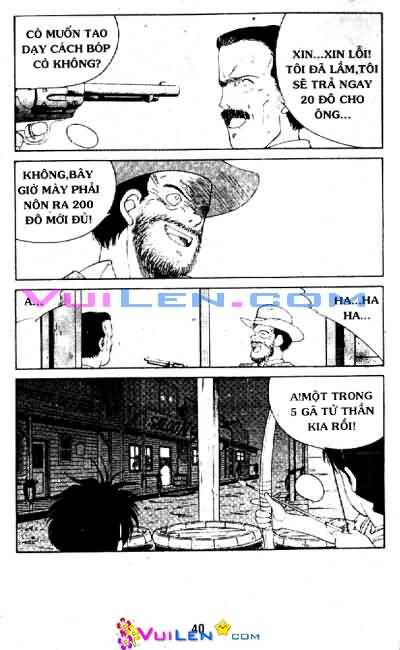 CÓ MUỐN TAO
DẠY CÁCH BÓP
CÒ KHÔNG?
XIN...XIN LỖI!
TÔI ĐÃ LẦM,TÔI
SẼ TRẢ NGAY
20 ĐÔ CHO
ÔNG...
KHÔNG,BÂY
GIỜ MÀY PHẢI
NÔN RA 200
ĐÔ MỚI ĐỦ!
A...
HA...HA
HA...
VUILEN.COM
A!MỘT TRONG
5 GÃ TỬ THẦN
KIA RỒI!
SALOON
40
VUILEN.COM